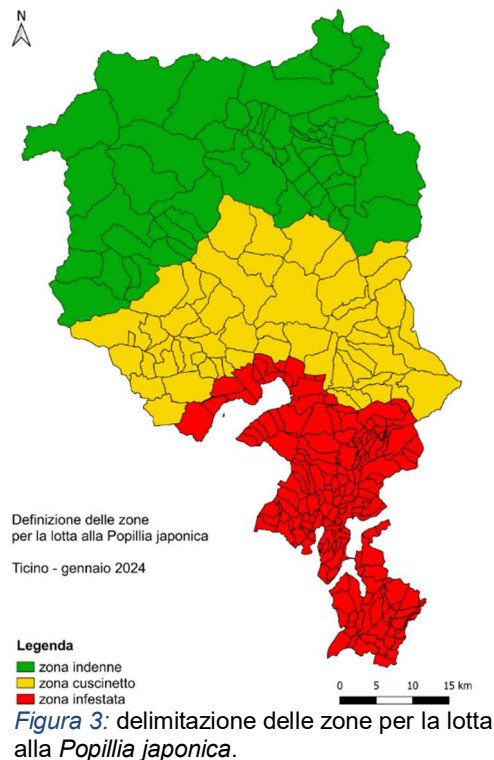 N
Definizione delle zone
per la lotta alla Popillia japonica
Ticino - gennaio 2024
Legenda
zona indenne
zona cuscinetto
zona infestata
0 5 10 15 km
Figura 3: delimitazione delle zone per la lotta
alla Popillia japonica.